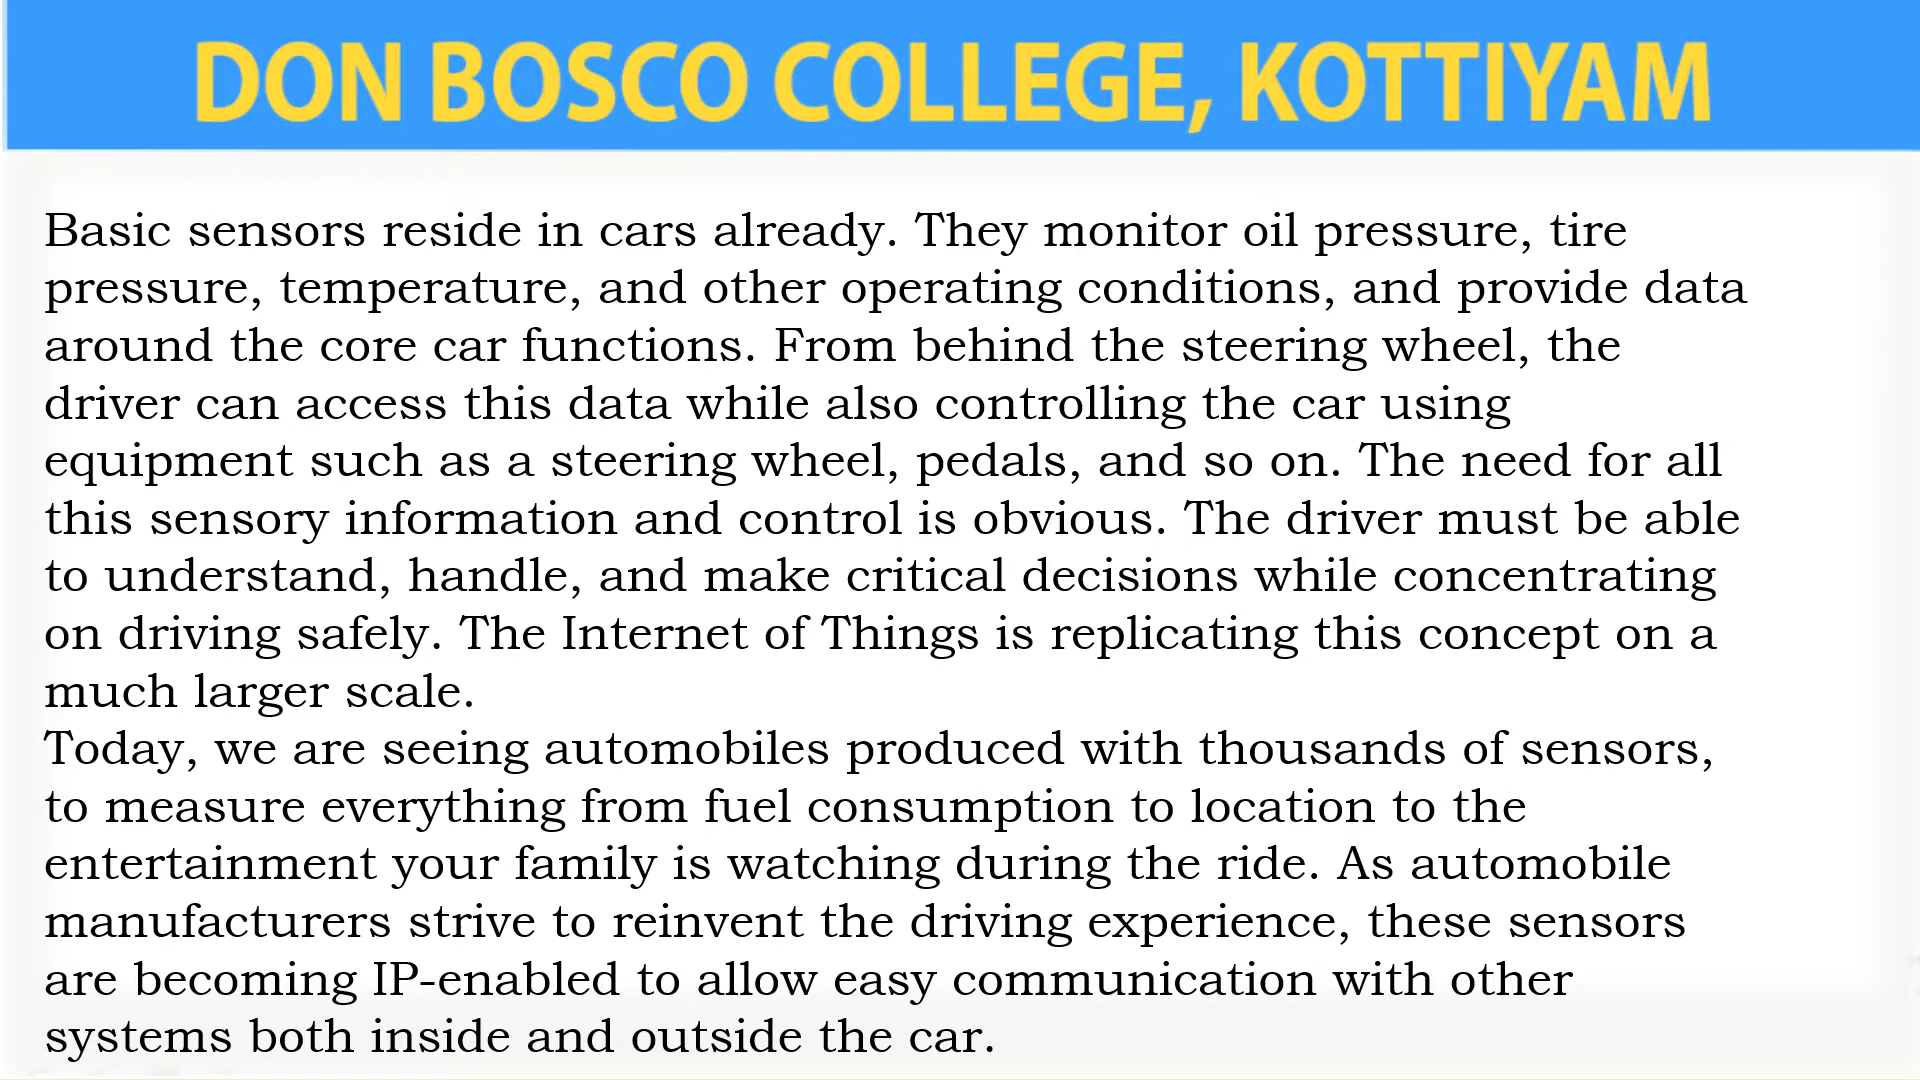 DON BOSCO COLLEGE, KOTTIYAM
Basic sensors reside in cars already. They monitor oil pressure, tire
pressure, temperature, and other operating conditions, and provide data
around the core car functions. From behind the steering wheel, the
driver can access this data while also controlling the car using
equipment such as a steering wheel, pedals, and so on. The need for all
this sensory information and control is obvious. The driver must be able
to understand, handle, and make critical decisions while concentrating
on driving safely. The Internet of Things is replicating this concept on a
much larger scale.
Today, we are seeing automobiles produced with thousands of sensors,
to measure everything from fuel consumption to location to the
entertainment your family is watching during the ride. As automobile
manufacturers strive to reinvent the driving experience, these sensors
are becoming IP-enabled to allow easy communication with other
systems both inside and outside the car.